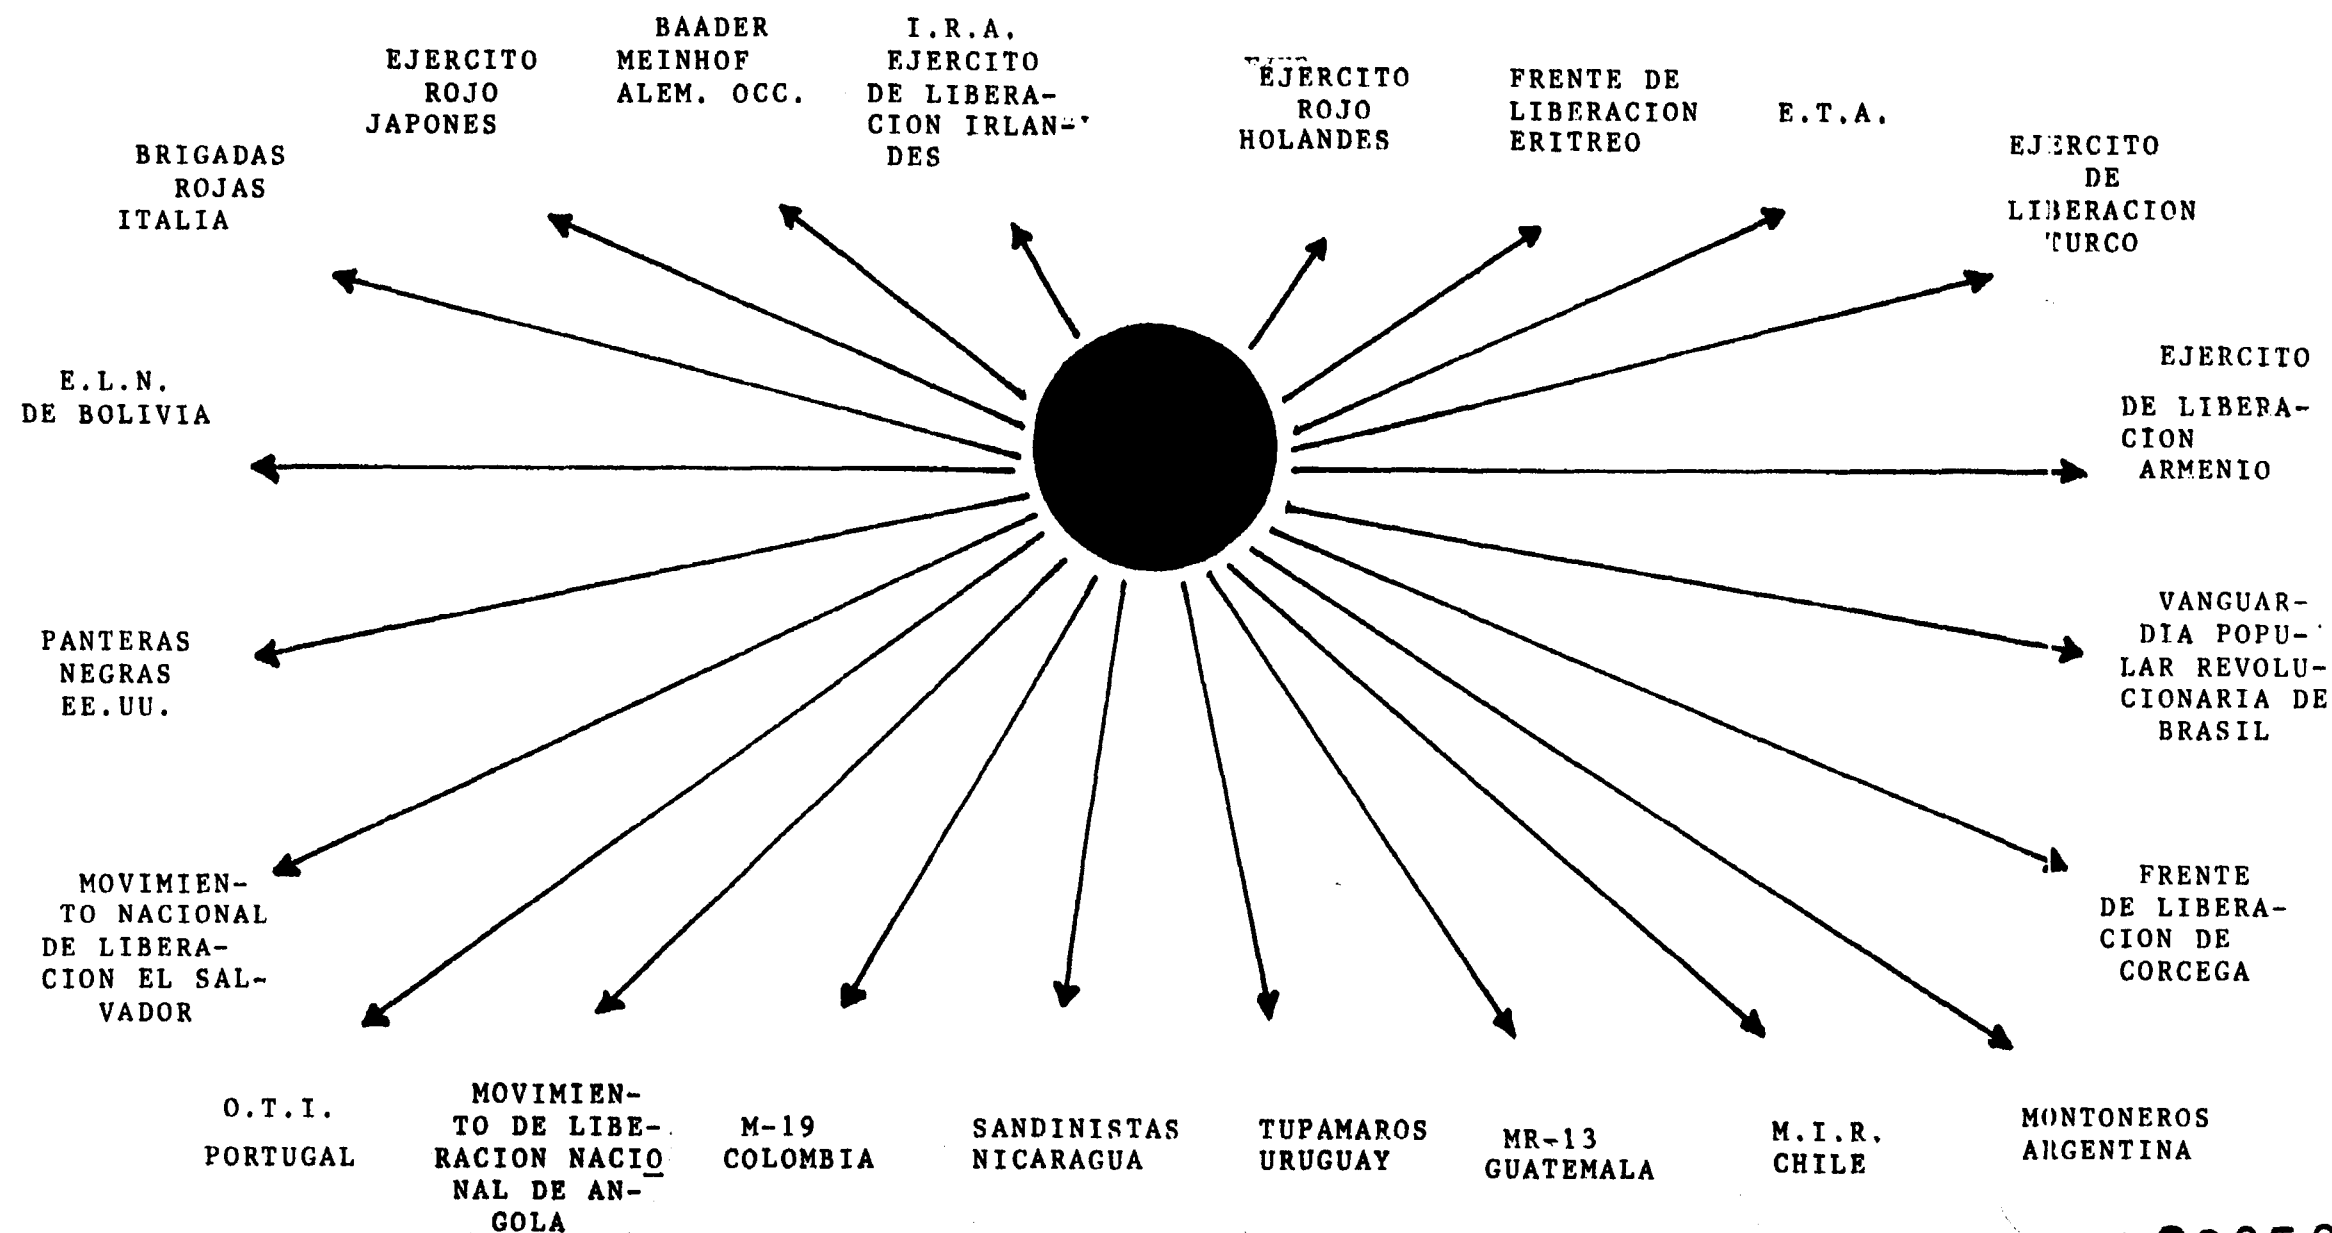 BAADER
MEINHOF
ALEM. OCC.
I.R.A.
EJERCITO
DE LIBERA-
CION IRLAN-
DES
EJERCITO
ROJO
JAPONES
EJERCITO
ROJO
HOLANDES
FRENTE DE
LIBERACION
ERITREO
E.T.A.
BRIGADAS
ROJAS
ITALIA
EJERCITO
DE
LIBERACION
TURCO
E.L.N.
DE BOLIVIA
EJERCITO
DE LIBERA-
CION
ARMENIO
PANTERAS
NEGRAS
EE.UU.
VANGUAR-
DIA POPU-
LAR REVOLU-
CIONARIA DE
BRASIL
MOVIMIEN-
TO NACIONAL
DE LIBERA-
CION EL SAL-
VADOR
FRENTE
DE LIBERA-
CION DE
CORCEGA
O.T.I.
PORTUGAL
MOVIMIEN-
TO DE LIBE-
RACION NACIO
NAL DE AN-
GOLA
M-19
COLOMBIA
SANDINISTAS
NICARAGUA
TUPAMAROS
URUGUAY
MR-13
GUATEMALA
M.I.R.
CHILE
MONTONEROS
ARGENTINA